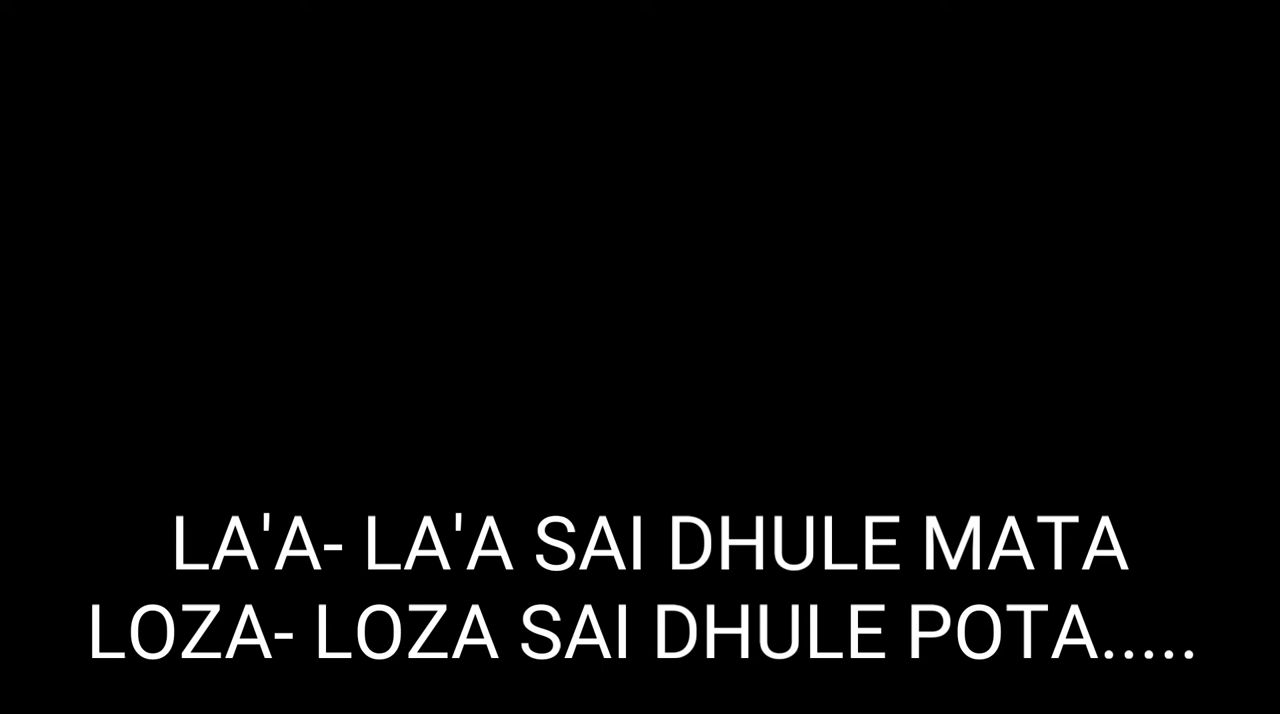 LA'A- LA'A SAI DHULE MATA
LOZA- LOZA SAI DHULE POTA.....